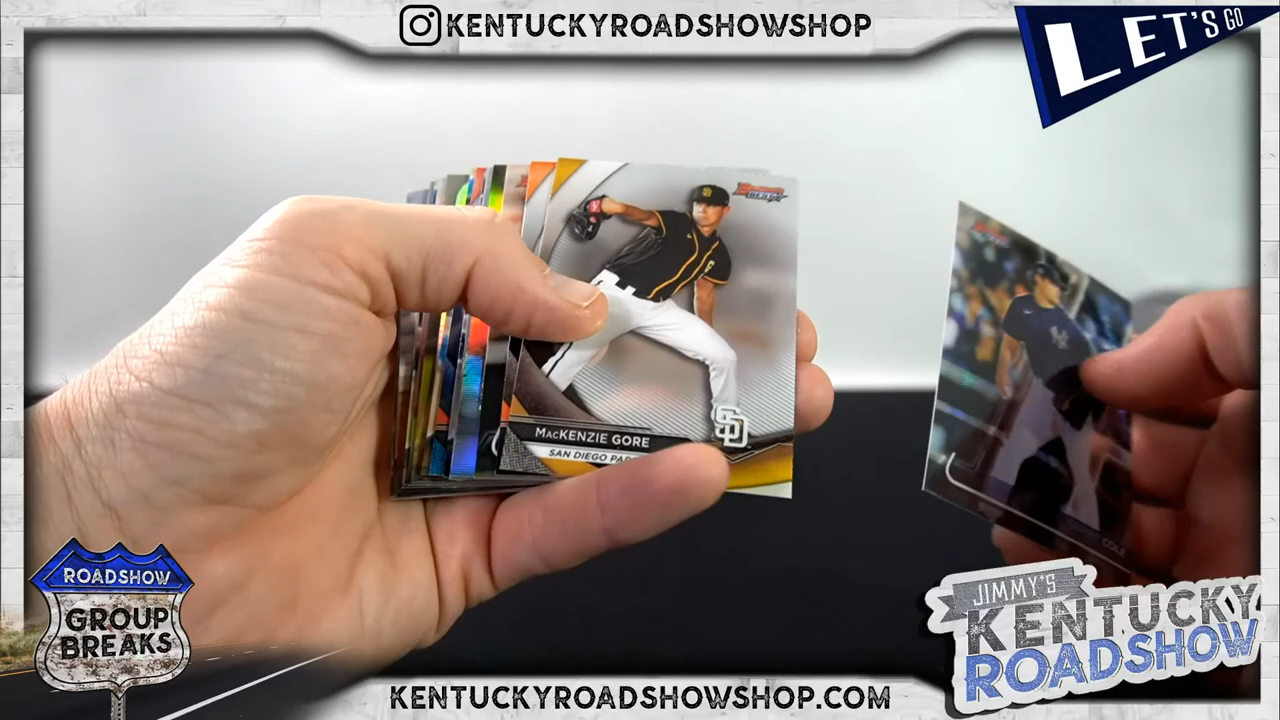 KENTUCKYROADSHOWSHOP
LET'S GO
BOWMAN'S
BEST
MACKENZIE GORE
SAN DIEGO PAD
SD
COLE
ROADSHOW
GROUP
BREAKS
JIMMY'S
KENTUCKY
ROADSHOW
KENTUCKYROADSHOWSHOP.COM